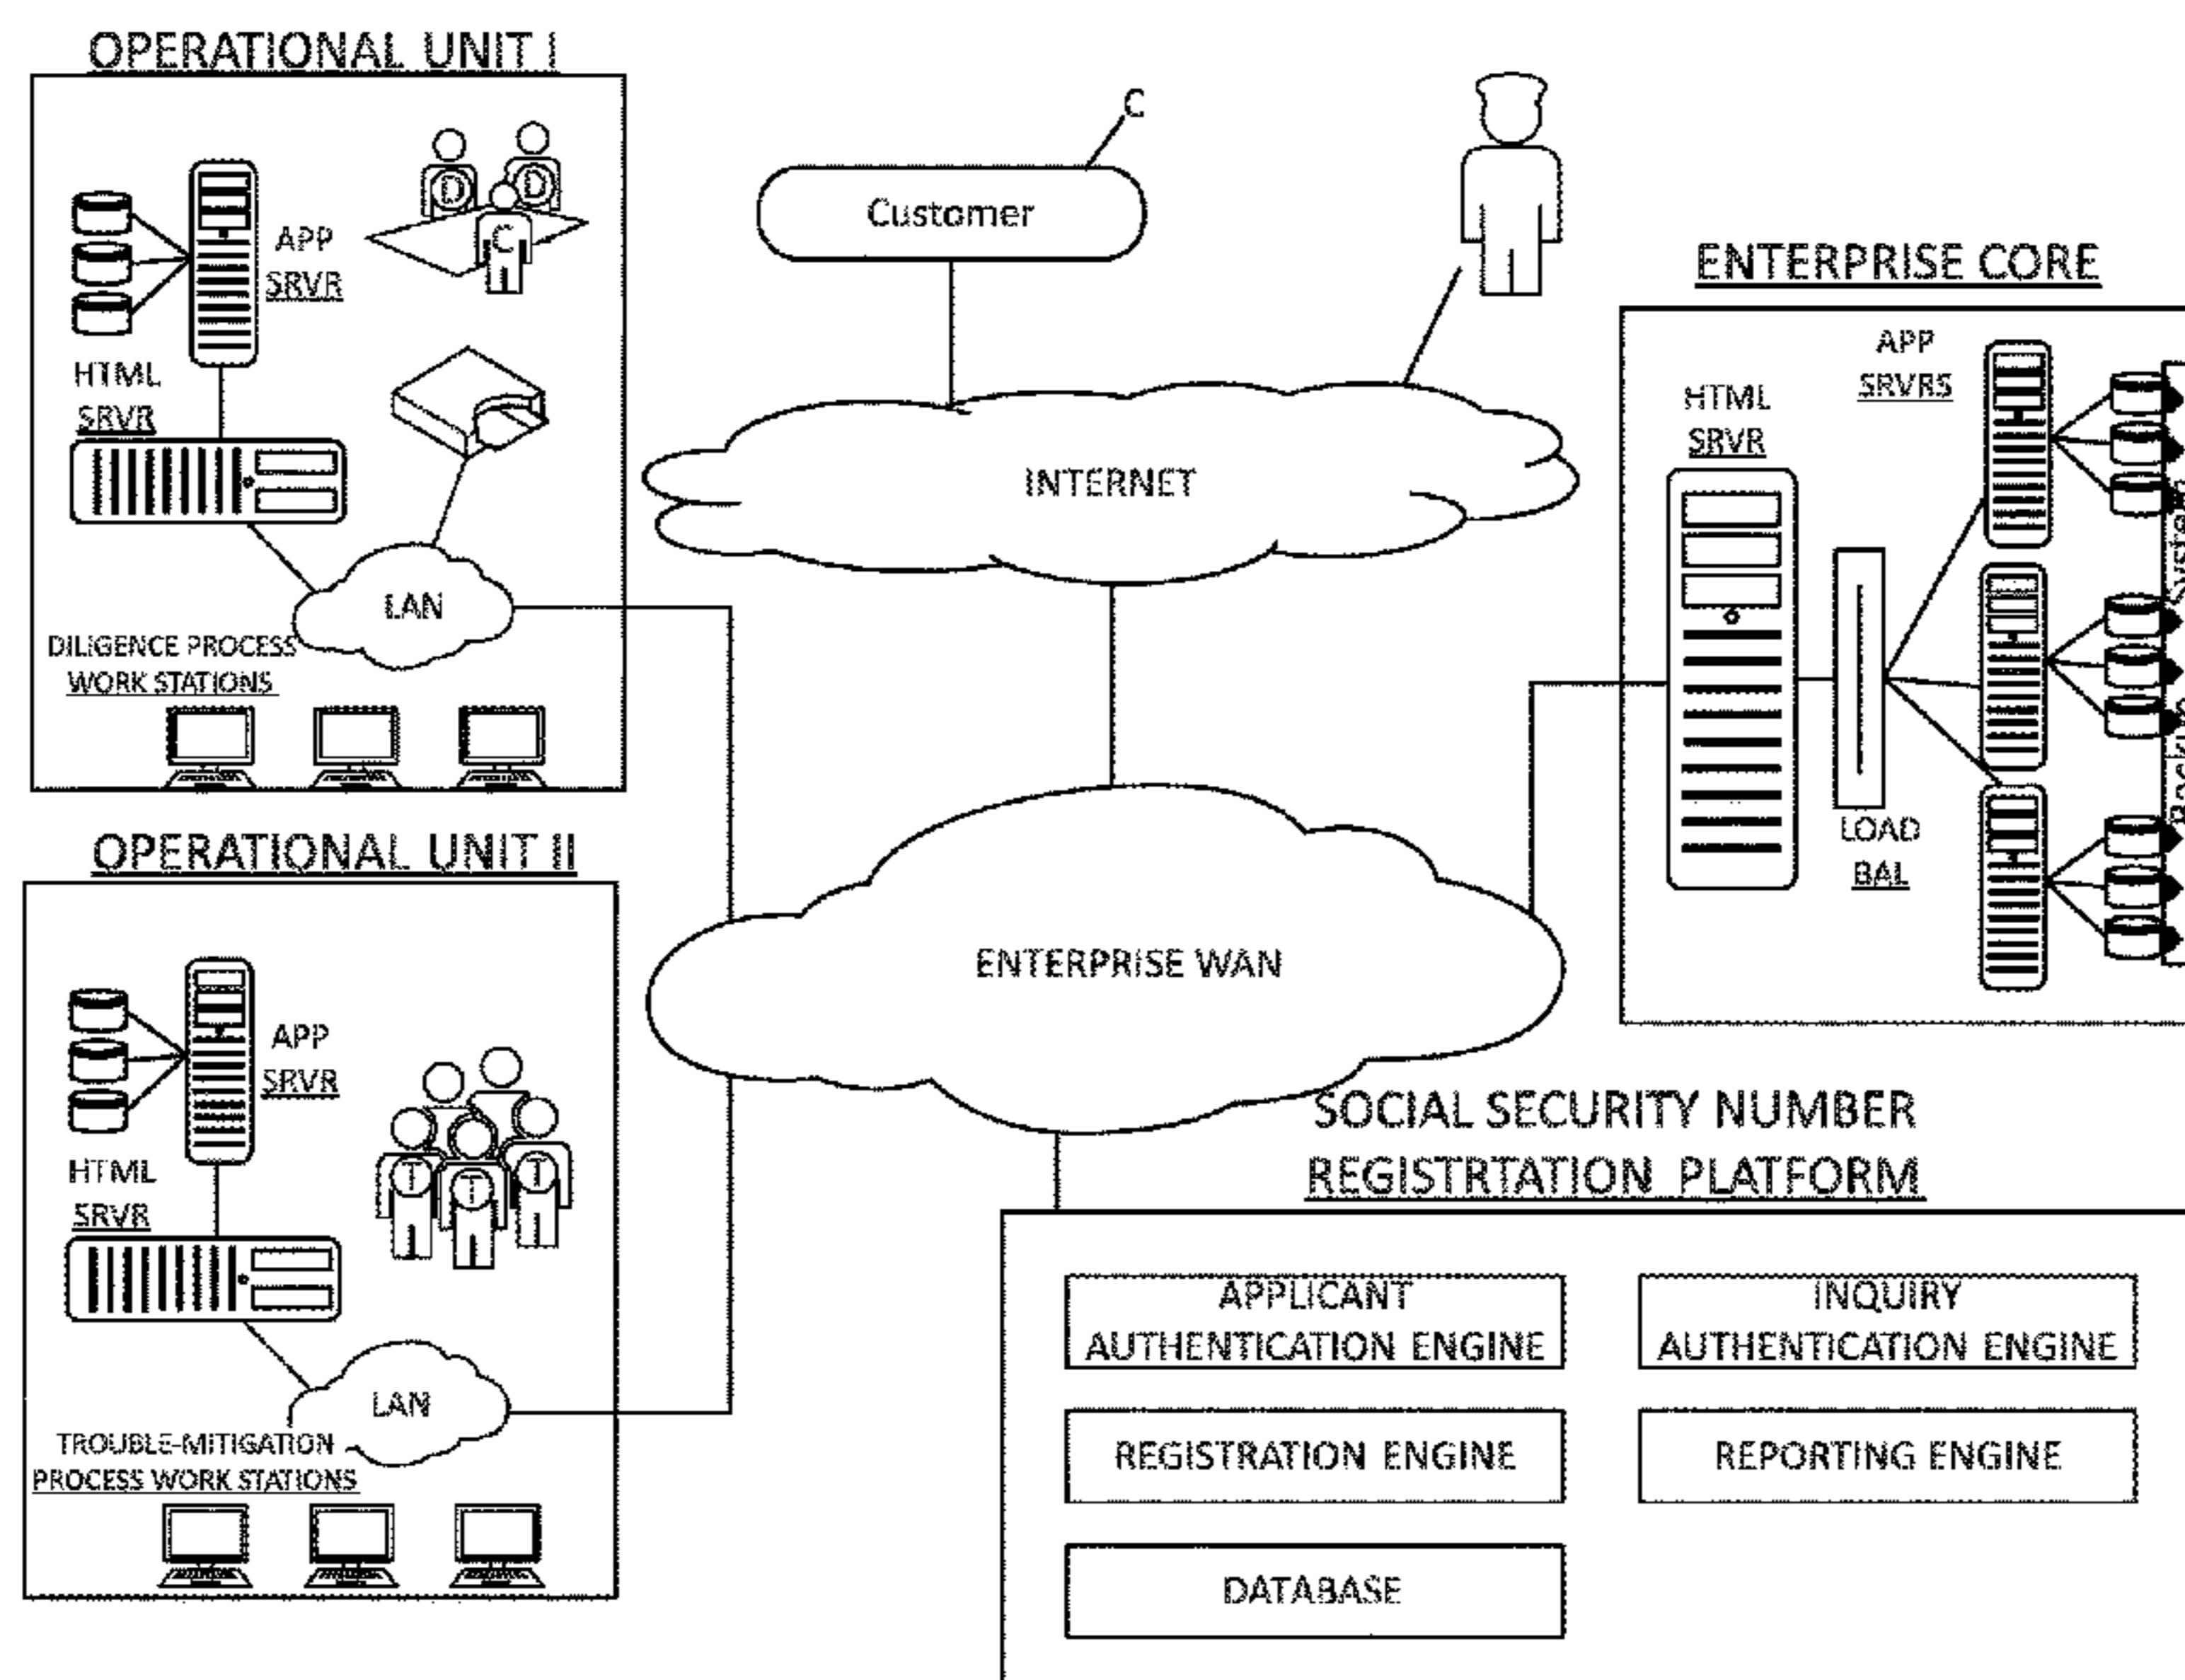 OPERATIONAL UNIT I
D
D
C
APP
SRVR
HTML
SRVR
LAN
DILIGENCE PROCESS
WORK STATIONS
C
Customer
INTERNET
ENTERPRISE CORE
APP
SRVRS
HTML
SRVR
LOAD
BAL
Backup System
OPERATIONAL UNIT II
APP
SRVR
HTML
SRVR
T
T
T
LAN
TROUBLE-MITIGATION
PROCESS WORK STATIONS
ENTERPRISE WAN
SOCIAL SECURITY NUMBER
REGISTRTATION PLATFORM
APPLICANT
AUTHENTICATION ENGINE
INQUIRY
AUTHENTICATION ENGINE
REGISTRATION ENGINE
REPORTING ENGINE
DATABASE